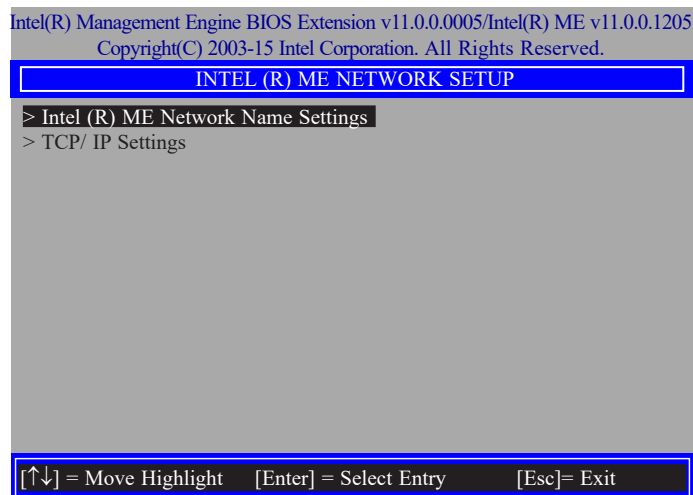 Intel(R) Management Engine BIOS Extension v11.0.0.0005/Intel(R) ME v11.0.0.1205
Copyright(C) 2003-15 Intel Corporation. All Rights Reserved.
INTEL (R) ME NETWORK SETUP
> Intel (R) ME Network Name Settings
> TCP/ IP Settings
[↑↓] = Move Highlight [Enter] = Select Entry [Esc]= Exit